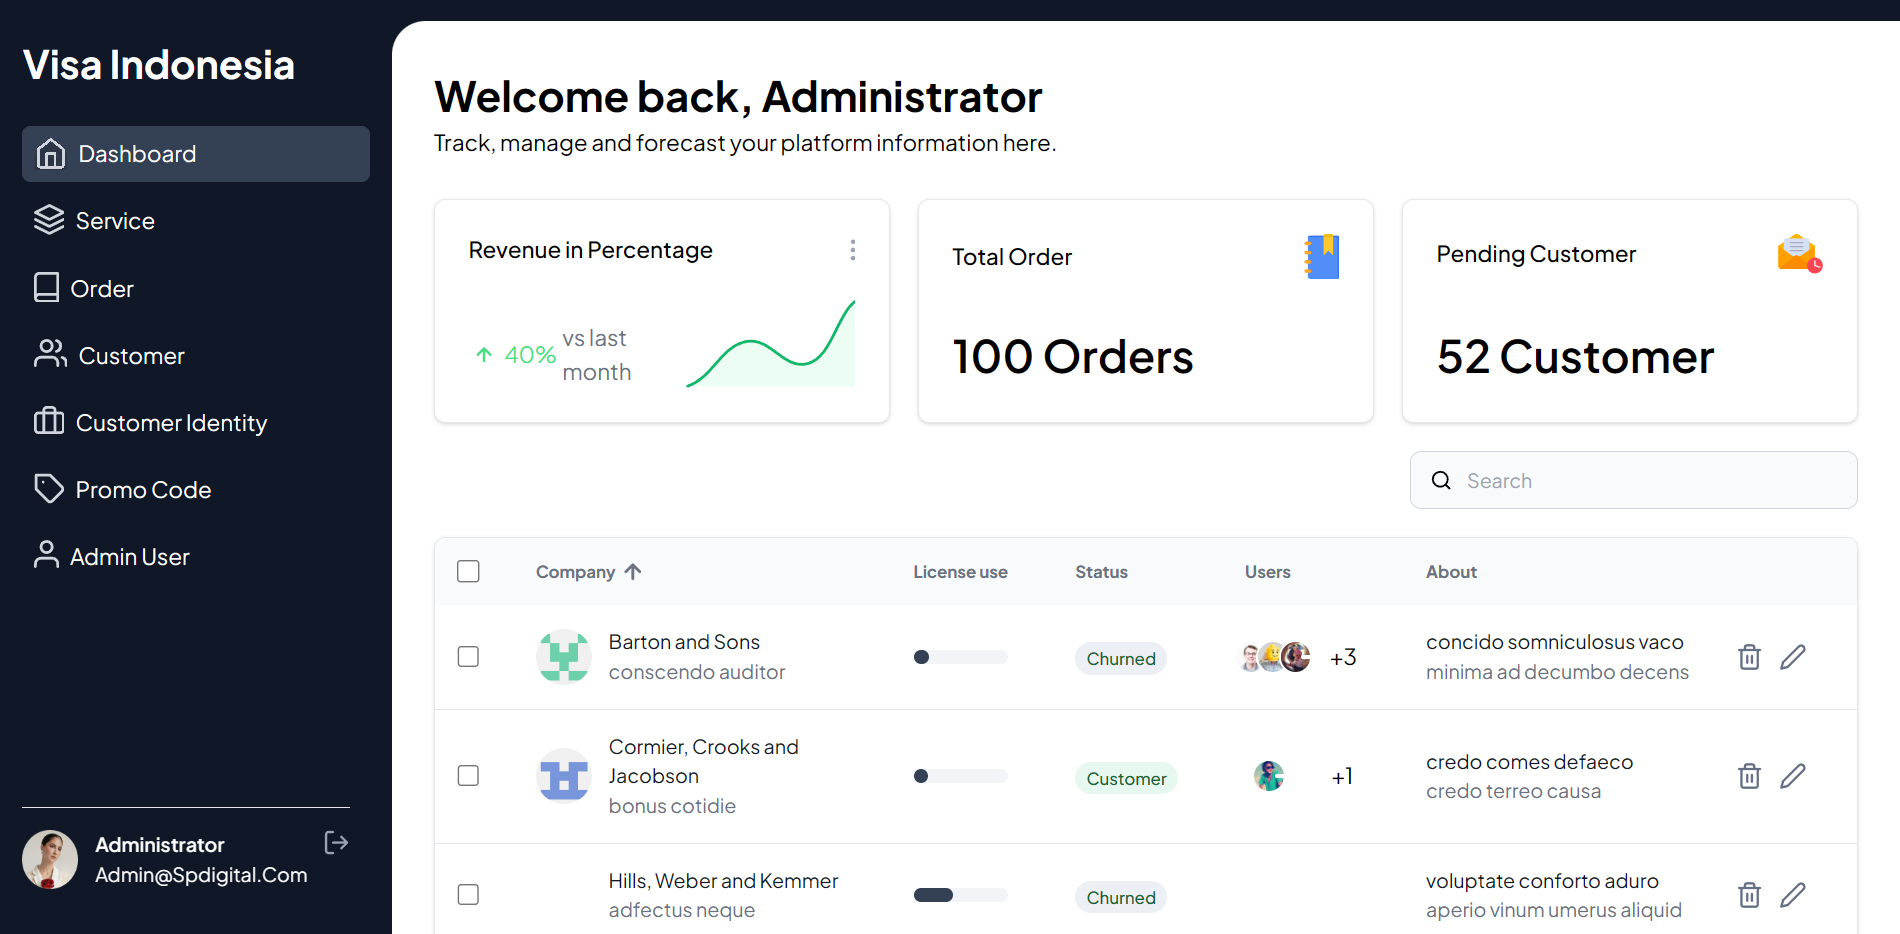 Visa Indonesia
Dashboard
Service
Order
Customer
Customer Identity
Promo Code
Admin User
Administrator
Admin@Spdigital.Com
Welcome back, Administrator
Track, manage and forecast your platform information here.
Revenue in Percentage
40%
vs last
month
Total Order
100 Orders
Pending Customer
52 Customer
Search
Company License use Status Users About
Barton and Sons
conscendo auditor
Churned
+3
concido somniculosus vaco
minima ad decumbo decens
Cormier, Crooks and
Jacobson
bonus cotidie
Customer
+1
credo comes defaeco
credo terreo causa
Hills, Weber and Kemmer
adfectus neque
Churned
voluptate conforto aduro
aperio vinum umerus aliquid